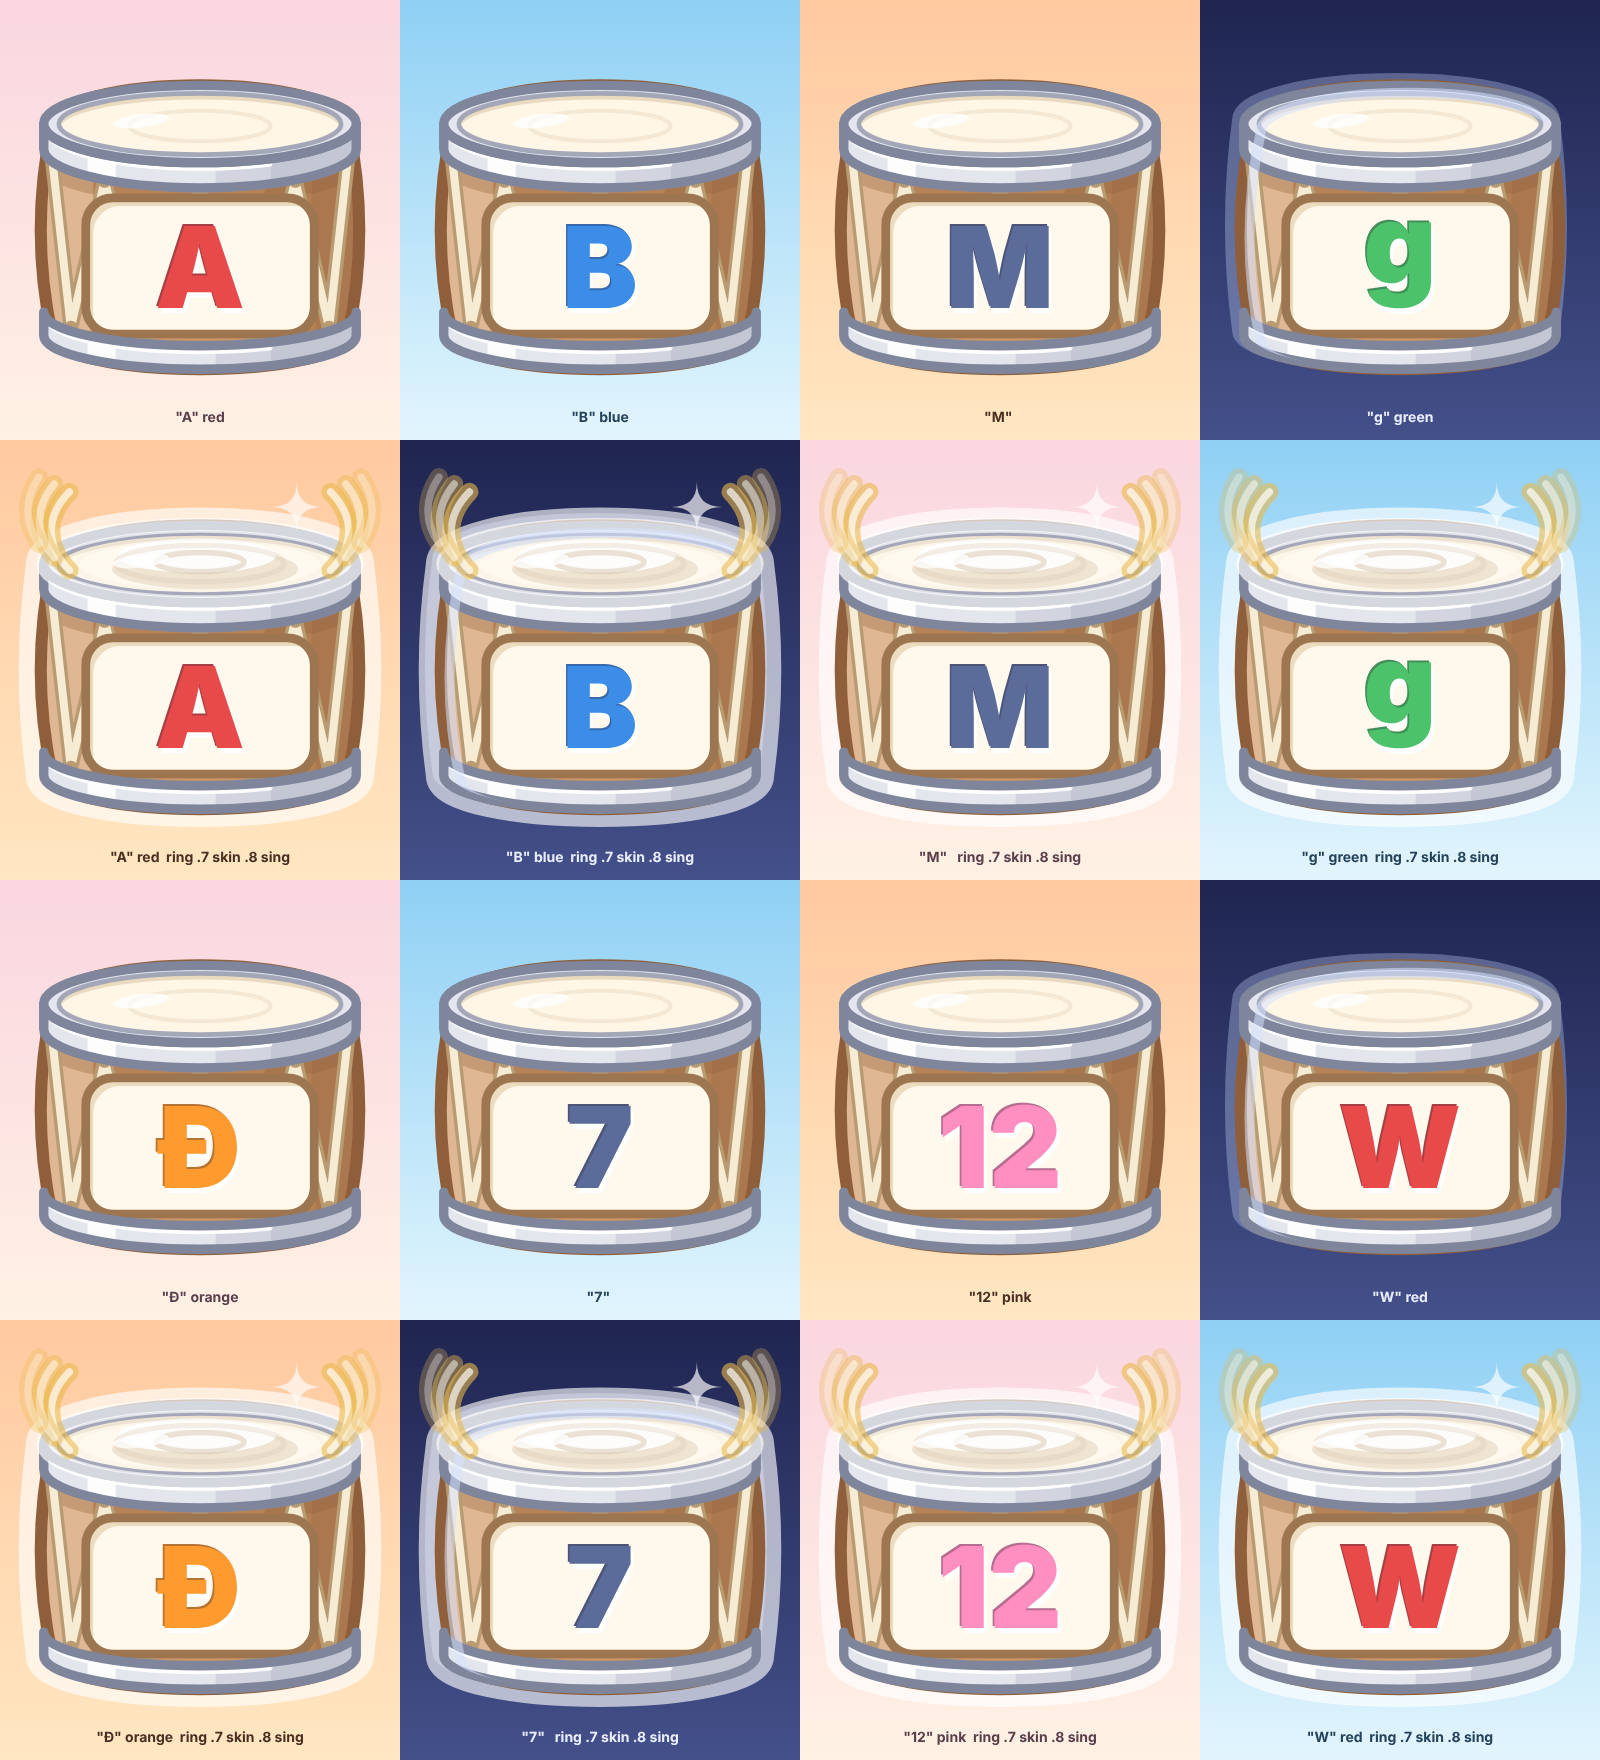 A B M g
"A" red "B" blue "M" "g" green
A B M g
"A" red ring .7 skin .8 sing "B" blue ring .7 skin .8 sing "M" ring .7 skin .8 sing "g" green ring .7 skin .8 sing
Đ 7 12 W
"Đ" orange "7" "12" pink "W" red
Đ 7 12 W
"Đ" orange ring .7 skin .8 sing "7" ring .7 skin .8 sing "12" pink ring .7 skin .8 sing "W" red ring .7 skin .8 sing